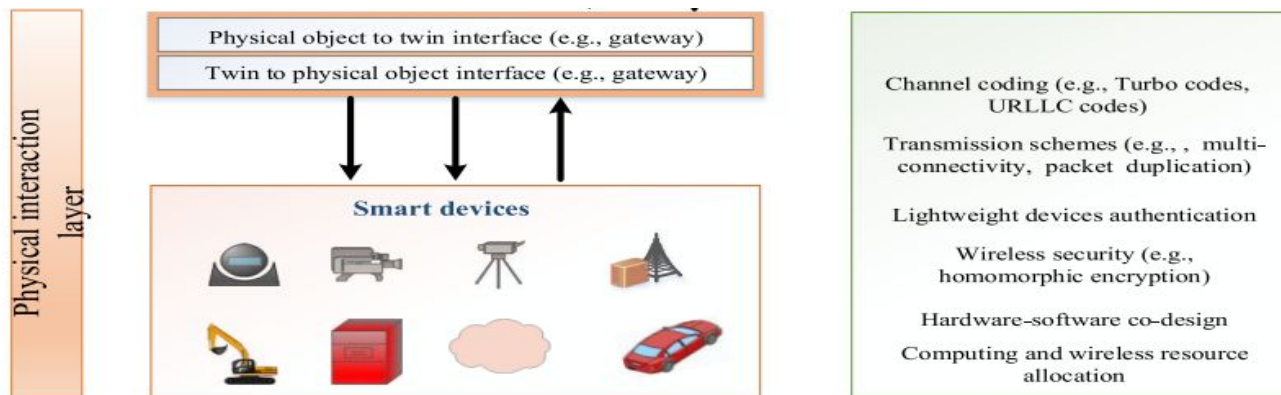 Physical interaction
layer
Physical object to twin interface (e.g., gateway)
Twin to physical object interface (e.g., gateway)
Smart devices
Channel coding (e.g., Turbo codes,
URLLC codes)
Transmission schemes (e.g., , multi-
connectivity, packet duplication)
Lightweight devices authentication
Wireless security (e.g.,
homomorphic encryption)
Hardware-software co-design
Computing and wireless resource
allocation